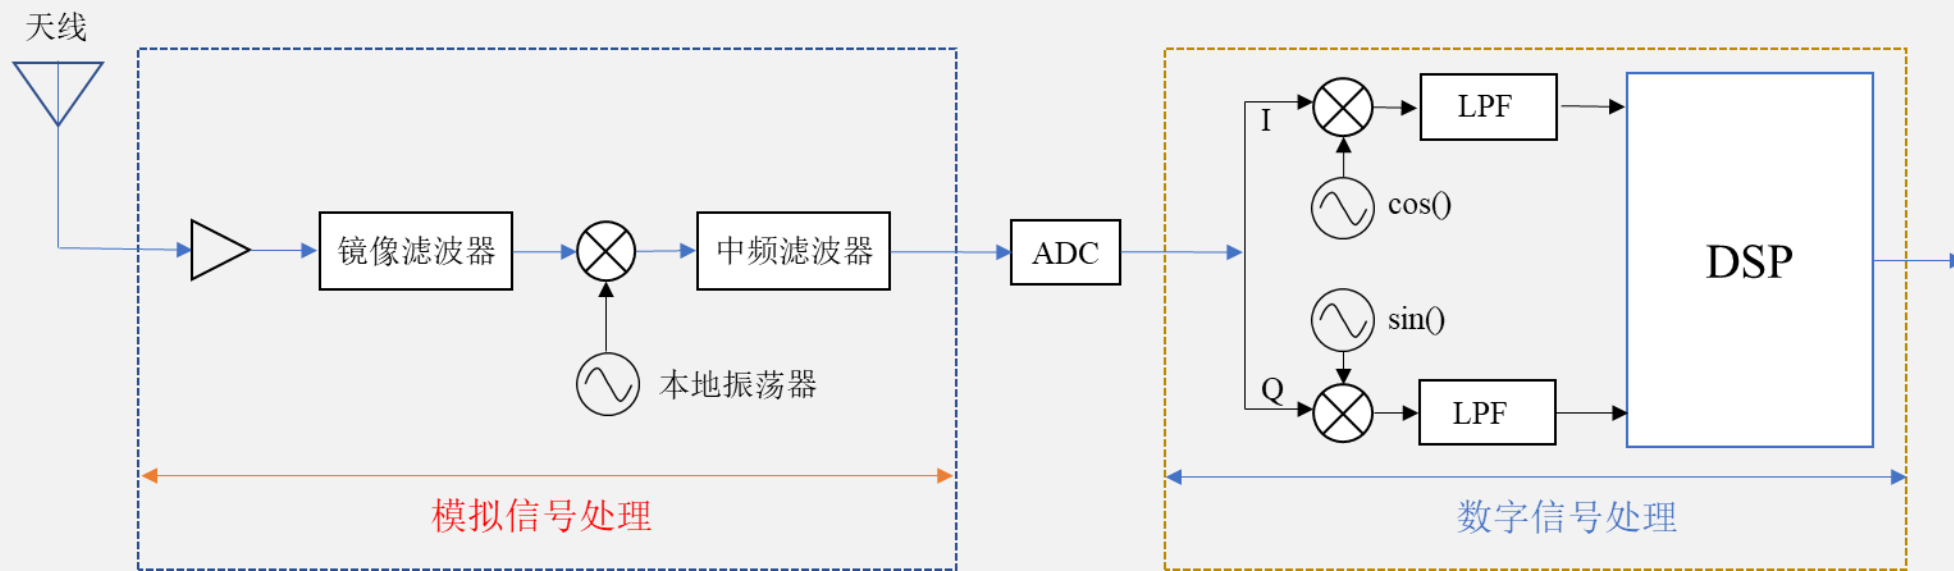 天线
镜像滤波器
中频滤波器
本地振荡器
模拟信号处理
ADC
I
LPF
cos()
sin()
Q
LPF
DSP
数字信号处理